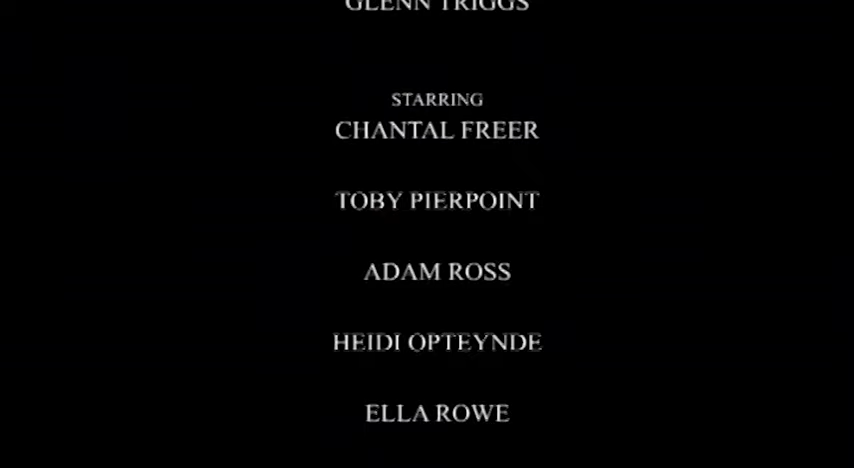 GLENN TRIGGS
STARRING
CHANTAL FREER
TOBY PIERPOINT
ADAM ROSS
HEIDI OPTEYNDE
ELLA ROWE